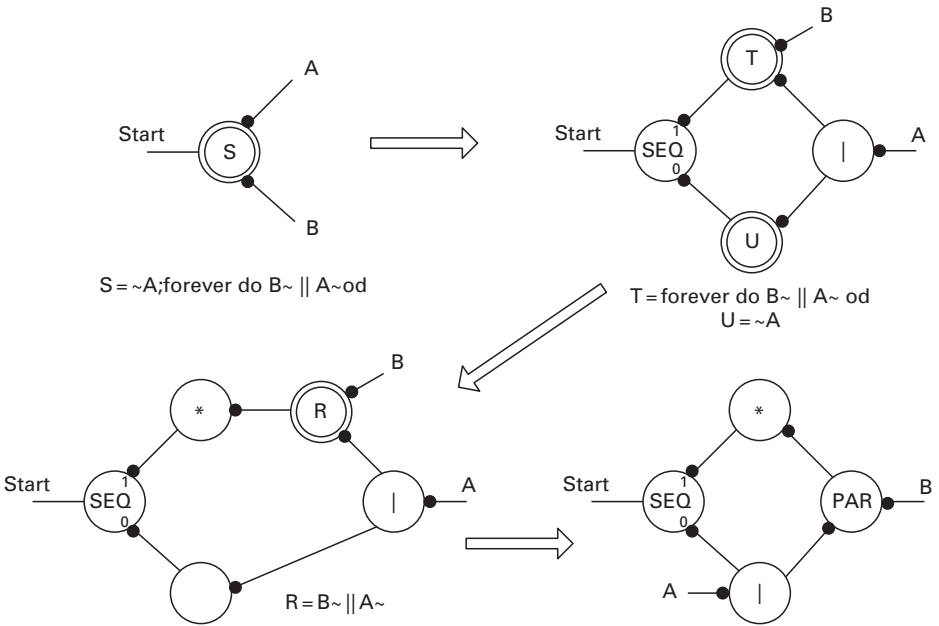 A
Start
S
B
S = ~A;forever do B~ || A~od
B
T
Start
1
SEQ
0
|
A
U
T = forever do B~ || A~ od
U = ~A
B
*
R
Start
1
SEQ
0
|
A
R = B~ || A~
*
Start
1
SEQ
0
PAR
B
A
|